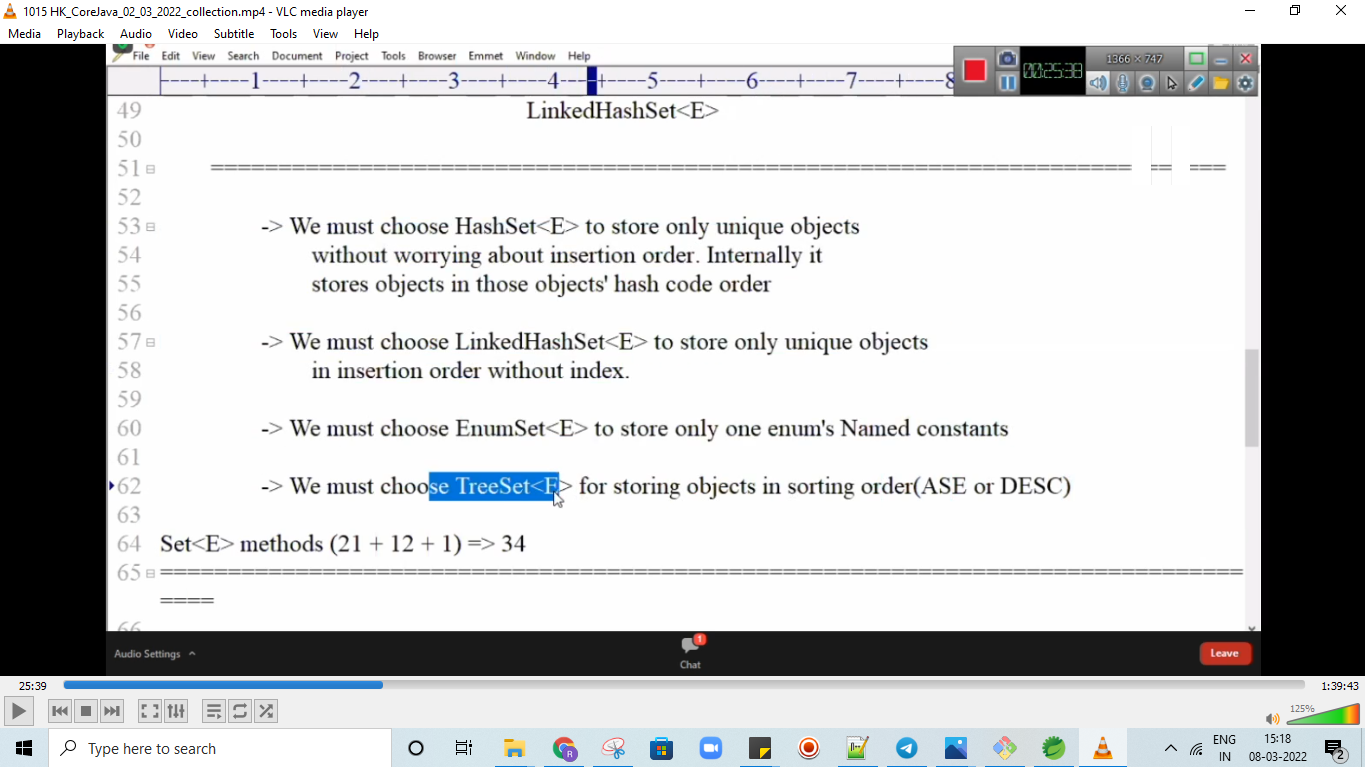 1015 HK_CoreJava_02_03_2022_collection.mp4 - VLC media player
Media Playback Audio Video Subtitle Tools View Help
File Edit View Search Document Project Tools Browser Emmet Window Help
00:25:38
1366 × 747
----+----1----+----2----+----3----+----4----+----5----+----6----+----7----+----8
49 LinkedHashSet<E>
50
51 ==========================================================================
52
53 -> We must choose HashSet<E> to store only unique objects
54 without worrying about insertion order. Internally it
55 stores objects in those objects' hash code order
56
57 -> We must choose LinkedHashSet<E> to store only unique objects
58 in insertion order without index.
59
60 -> We must choose EnumSet<E> to store only one enum's Named constants
61
62 -> We must choose TreeSet<E> for storing objects in sorting order(ASE or DESC)
63
64 Set<E> methods (21 + 12 + 1) => 34
65 ================================================================================
====
66
Audio Settings
1
Chat
Leave
25:39
1:39:43
125%
Type here to search
R
ENG
IN
15:18
08-03-2022
2